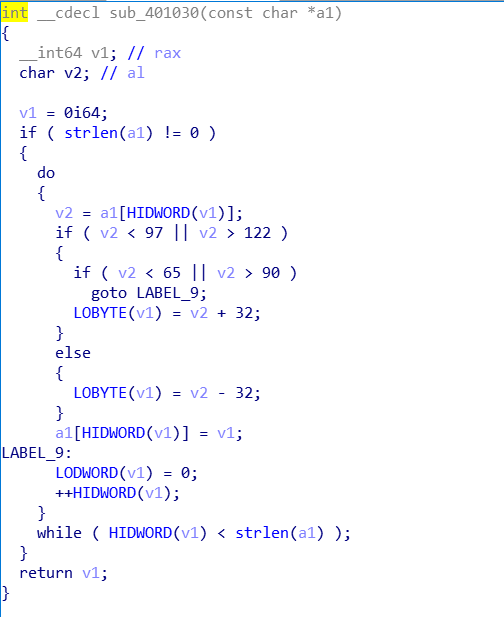 int __cdecl sub_401030(const char *a1)
{
  __int64 v1; // rax
  char v2; // al

  v1 = 0i64;
  if ( strlen(a1) != 0 )
  {
    do
    {
      v2 = a1[HIDWORD(v1)];
      if ( v2 < 97 || v2 > 122 )
      {
        if ( v2 < 65 || v2 > 90 )
          goto LABEL_9;
        LOBYTE(v1) = v2 + 32;
      }
      else
      {
        LOBYTE(v1) = v2 - 32;
      }
      a1[HIDWORD(v1)] = v1;
LABEL_9:
      LODWORD(v1) = 0;
      ++HIDWORD(v1);
    }
    while ( HIDWORD(v1) < strlen(a1) );
  }
  return v1;
}